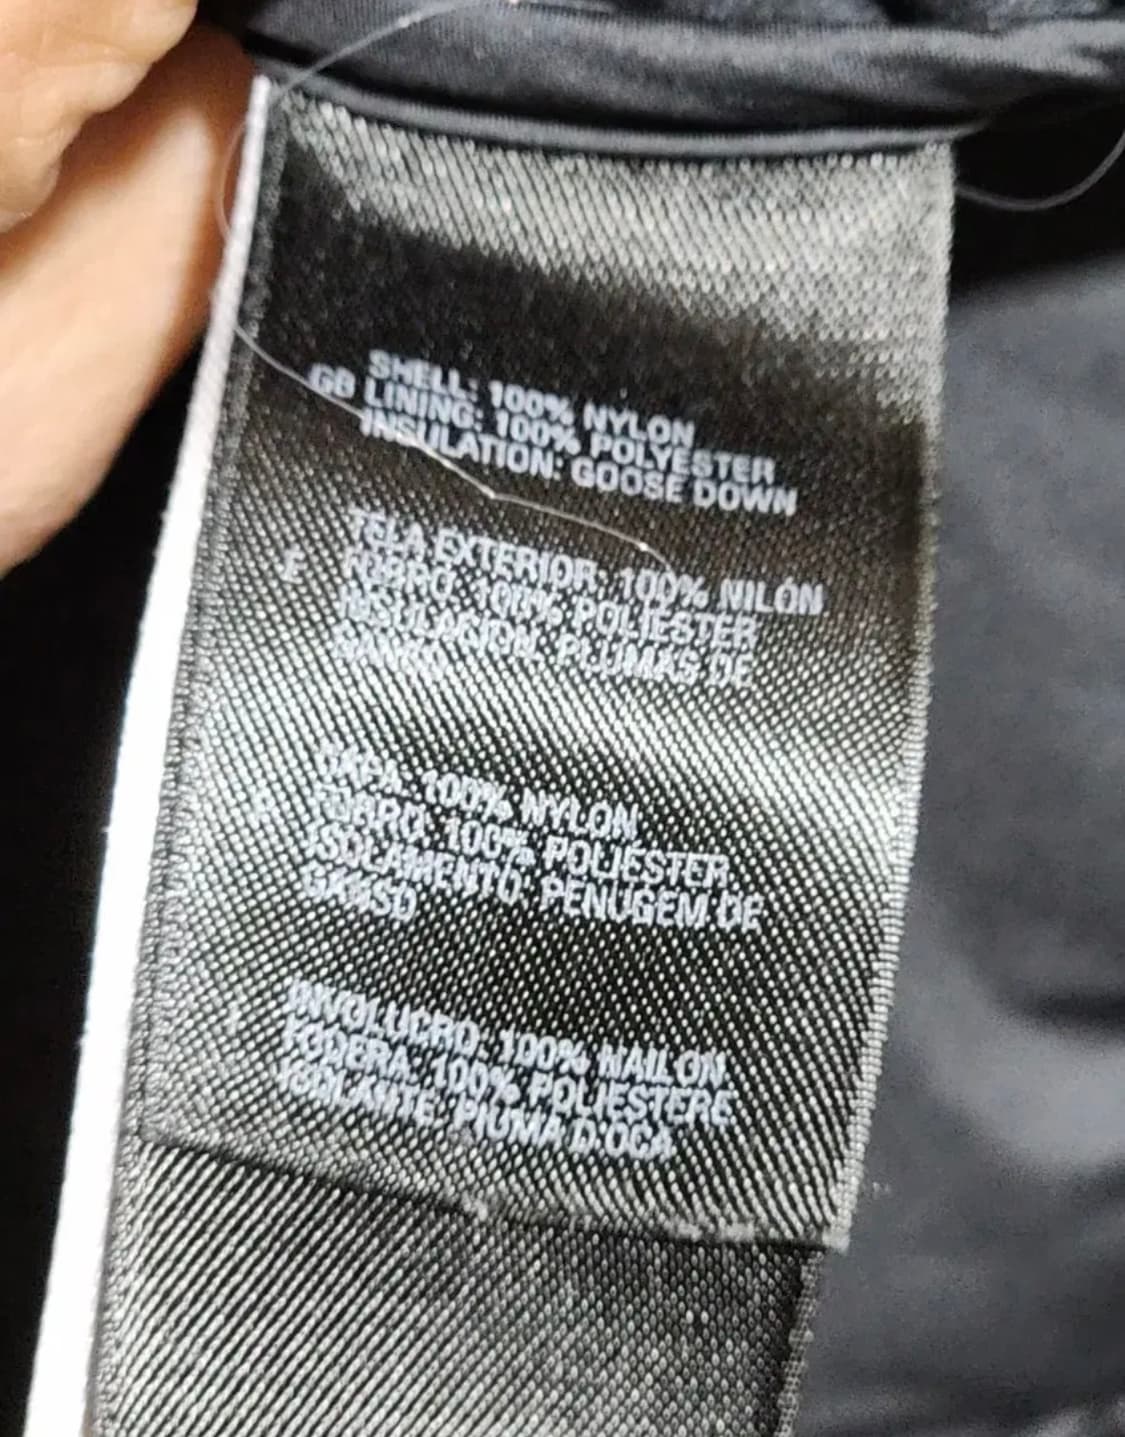 SHELL: 100% NYLON
GB LINING: 100% POLYESTER
INSULATION: GOOSE DOWN
TELA EXTERIOR: 100% NILÓN
E FORRO: 100% POLIÉSTER
INSULACIÓN: PLUMAS DE
GANSO
CAPA: 100% NYLON
FORRO: 100% POLIÉSTER
ISOLAMENTO: PENUGEM DE
GANSO
INVOLUCRO: 100% NAILON
FODERA: 100% POLIESTERE
ISOLANTE: PIUMA D'OCA